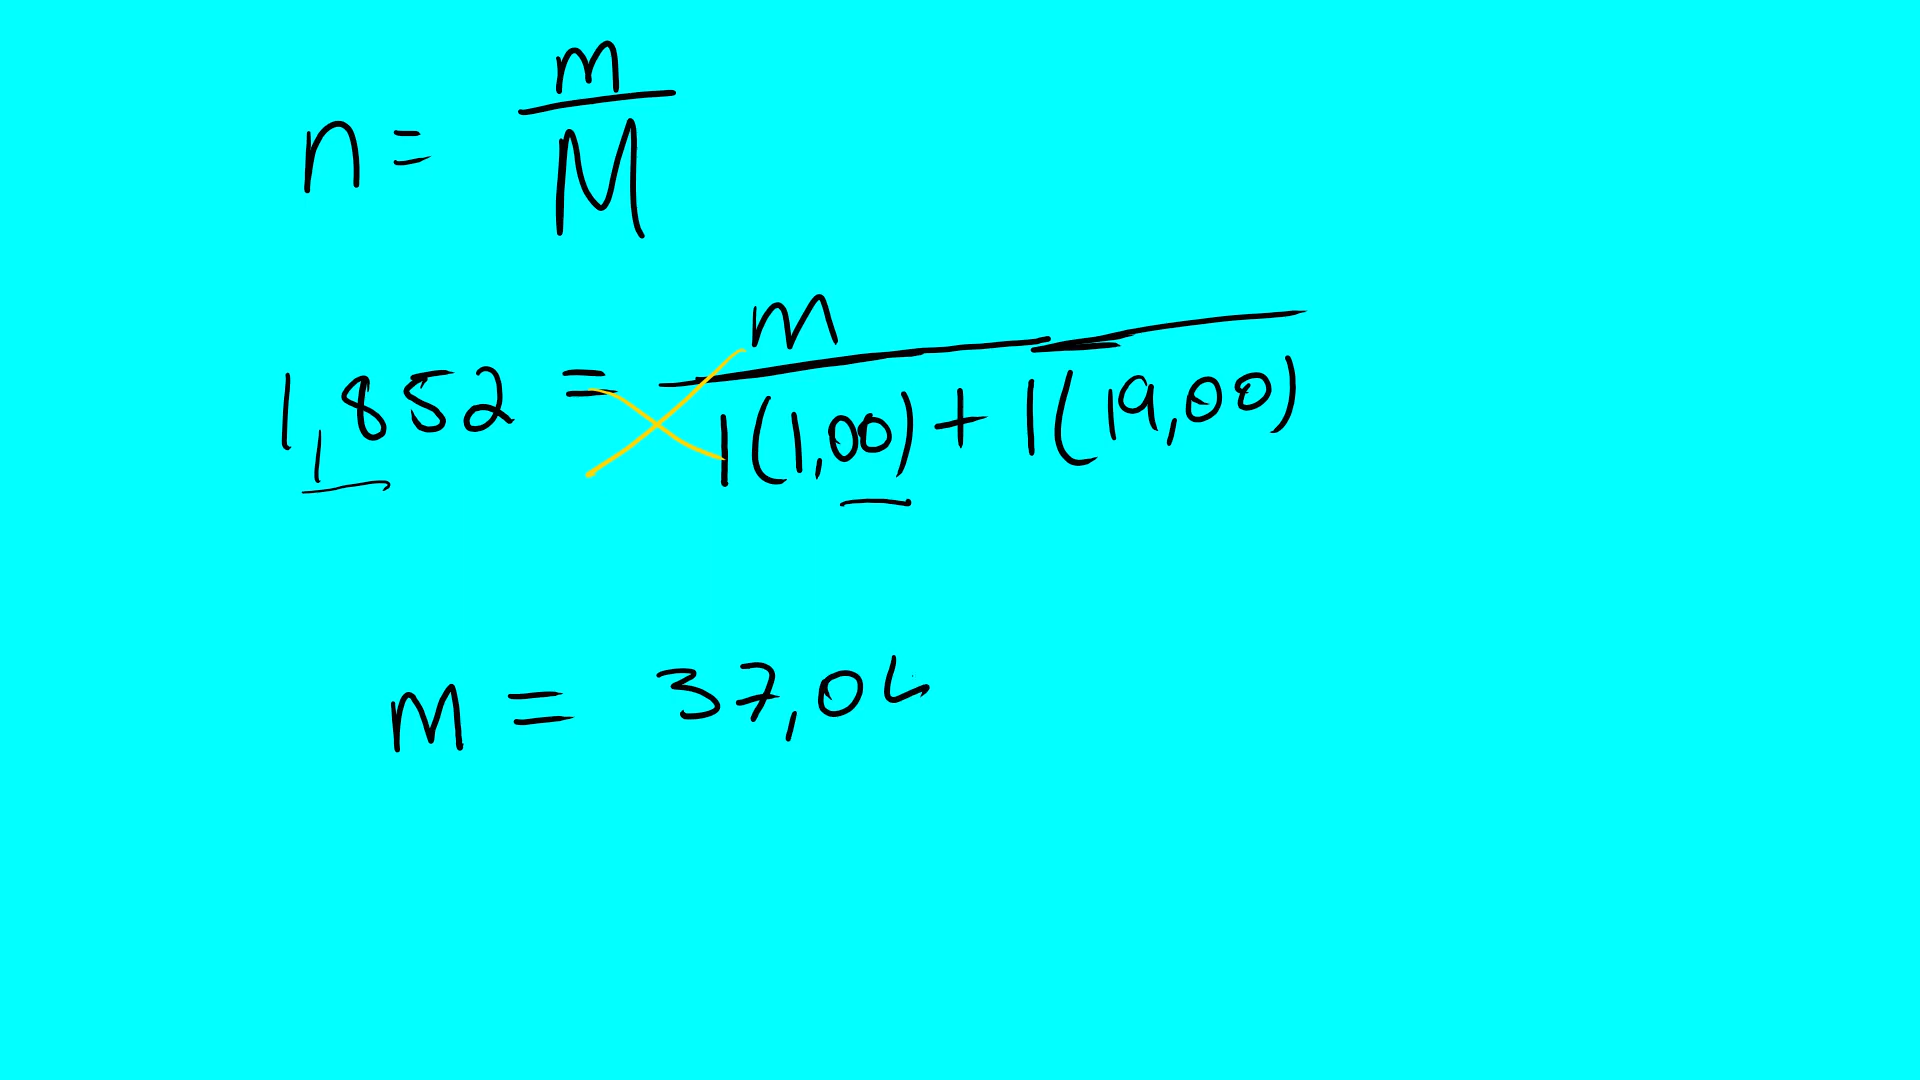 n = m/M
1,852 = m/1(1,00) + 1(19,00)
m = 37,04